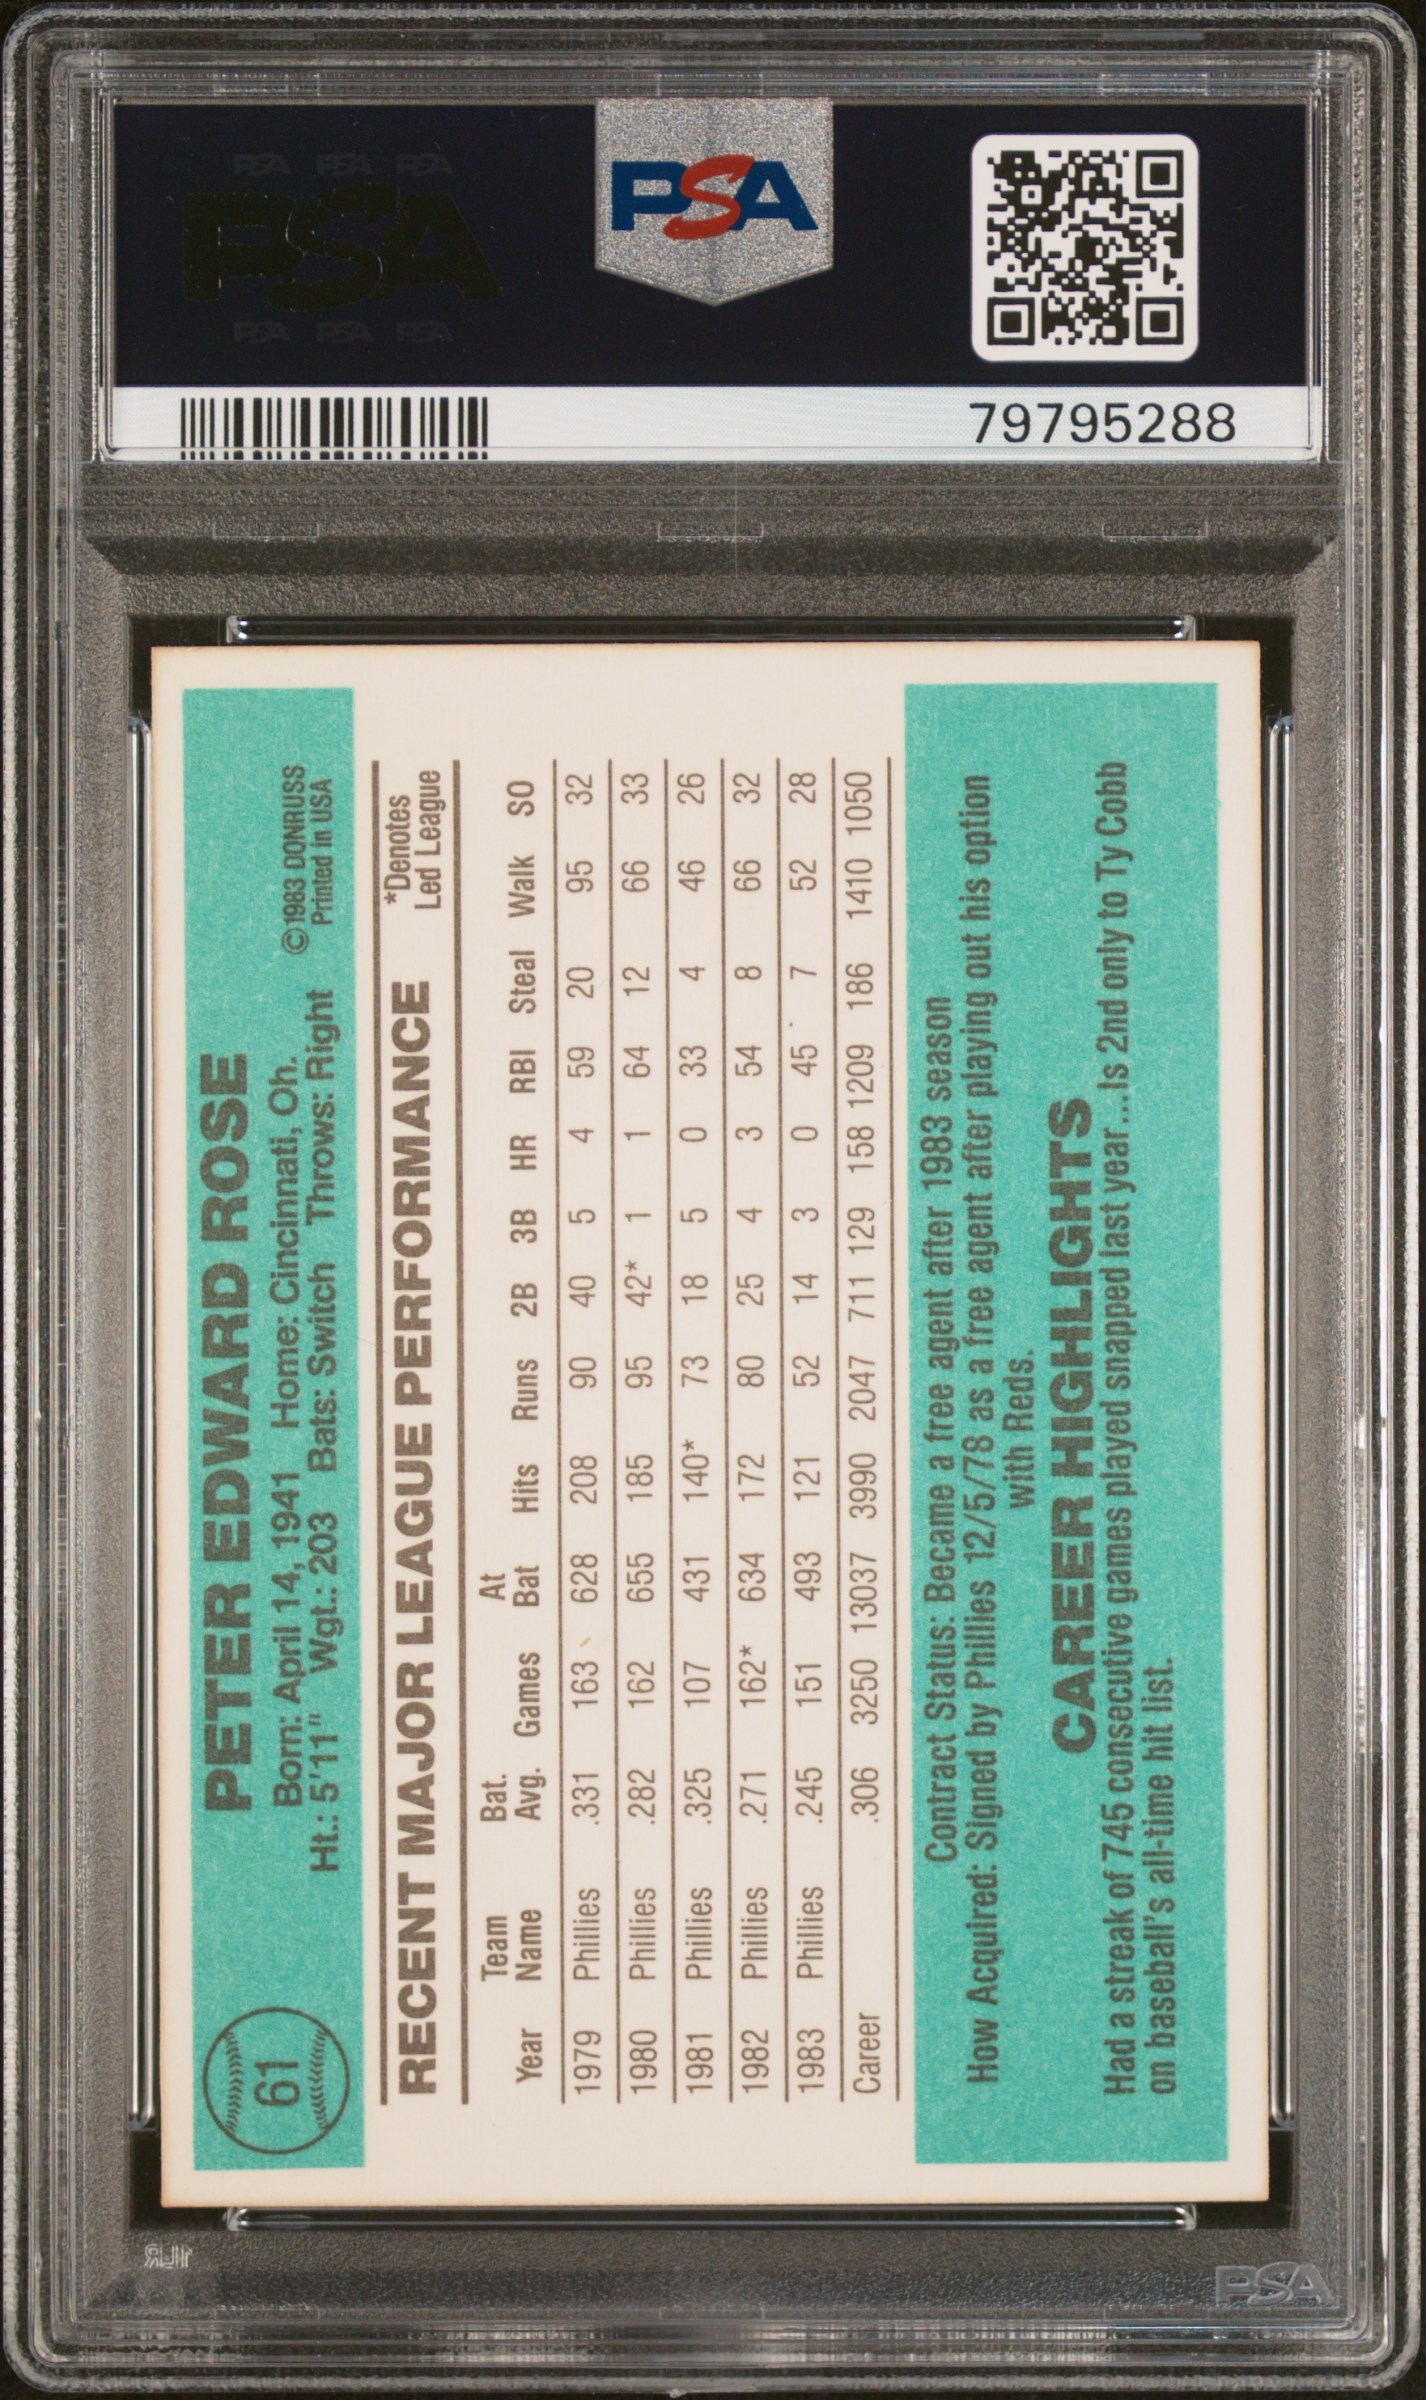 PSA PSA PSA
PSA
PSA PSA PSA
PSA
79795288
61
PETER EDWARD ROSE
Born: April 14, 1941 Home: Cincinnati, Oh. © 1983 DONRUSS
Ht.: 5'11" Wgt.: 203 Bats: Switch Throws: Right Printed in USA
RECENT MAJOR LEAGUE PERFORMANCE
*Denotes
Led League
Team Bat. At
Year Name Avg. Games Bat Hits Runs 2B 3B HR RBI Steal Walk SO
1979 Phillies .331 163 628 208 90 40 5 4 59 20 95 32
1980 Phillies .282 162 655 185 95 42* 1 1 64 12 66 33
1981 Phillies .325 107 431 140* 73 18 5 0 33 4 46 26
1982 Phillies .271 162* 634 172 80 25 4 3 54 8 66 32
1983 Phillies .245 151 493 121 52 14 3 0 45 7 52 28
Career .306 3250 13037 3990 2047 711 129 158 1209 186 1410 1050
Contract Status: Became a free agent after 1983 season
How Acquired: Signed by Phillies 12/5/78 as a free agent after playing out his option
with Reds.
CAREER HIGHLIGHTS
Had a streak of 745 consecutive games played snapped last year...Is 2nd only to Ty Cobb
on baseball's all-time hit list.
PSA